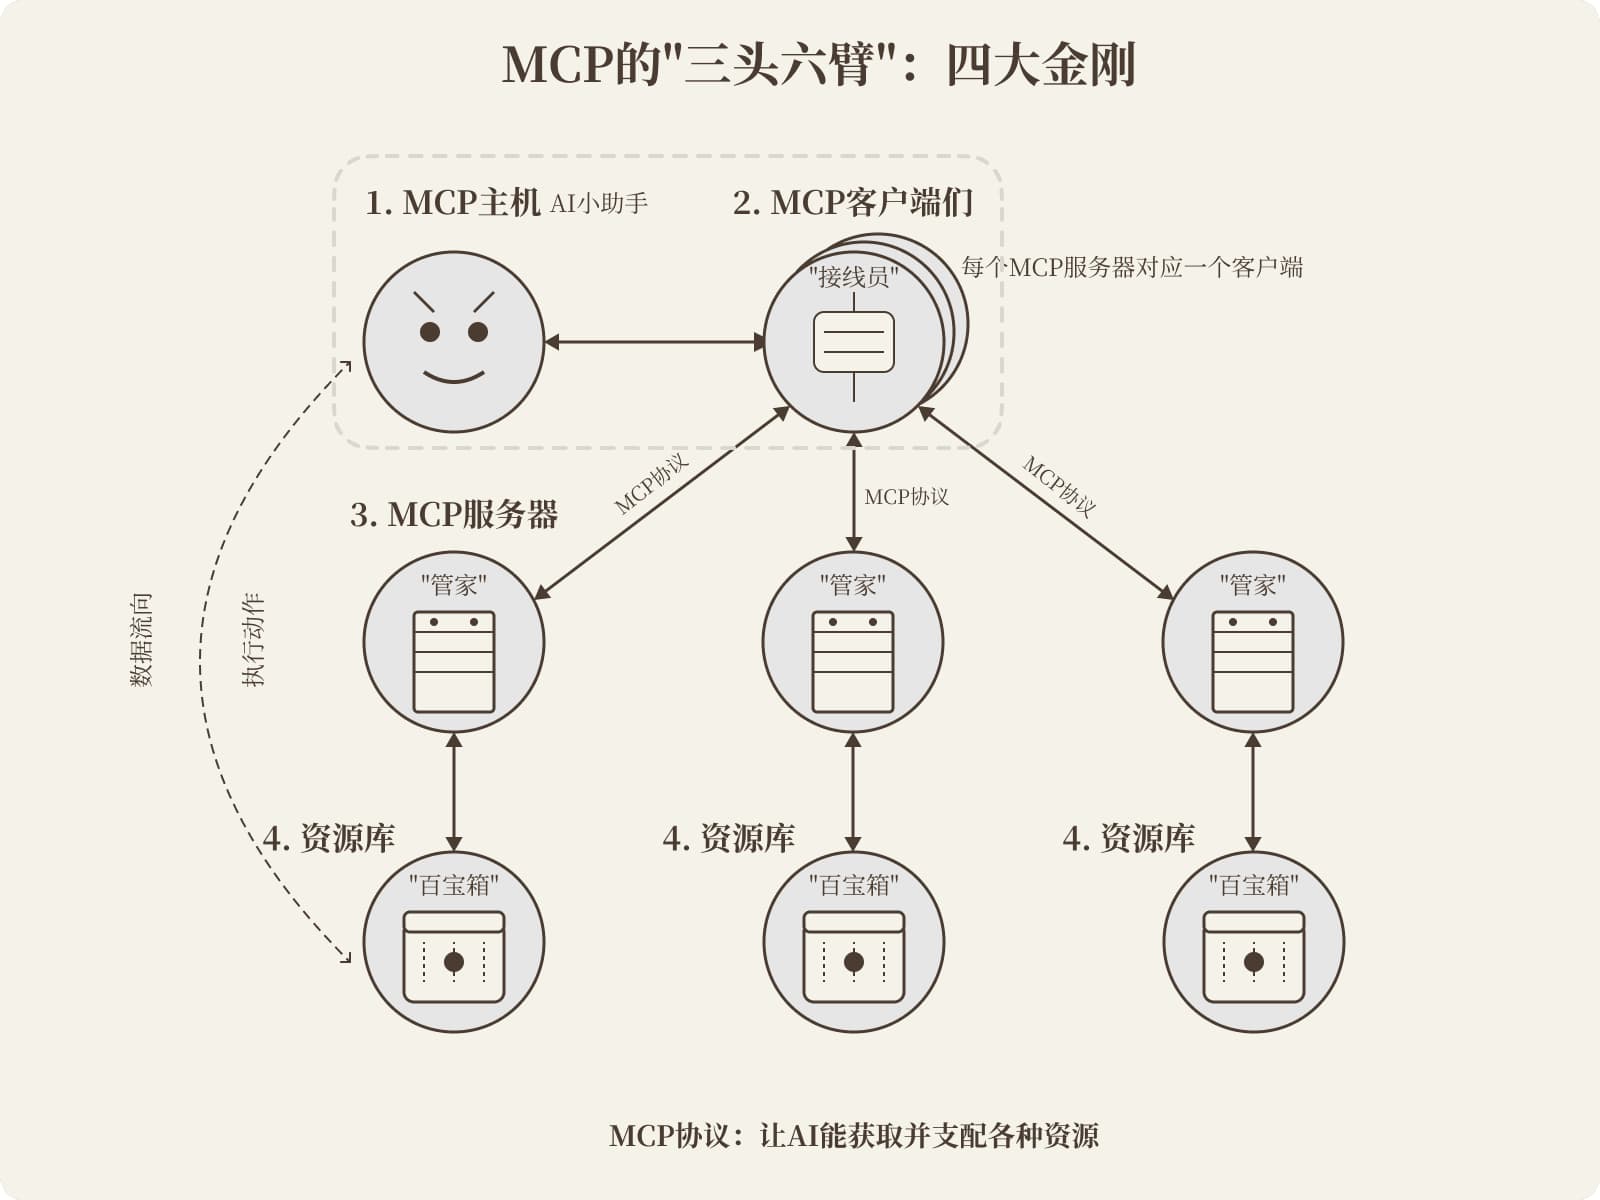 MCP的"三头六臂"：四大金刚
1. MCP主机 AI小助手
2. MCP客户端们
"接线员"
每个MCP服务器对应一个客户端
MCP协议
MCP协议
MCP协议
3. MCP服务器
"管家"
"管家"
"管家"
数据流向
执行动作
4. 资源库
4. 资源库
4. 资源库
"百宝箱"
"百宝箱"
"百宝箱"
MCP协议：让AI能获取并支配各种资源